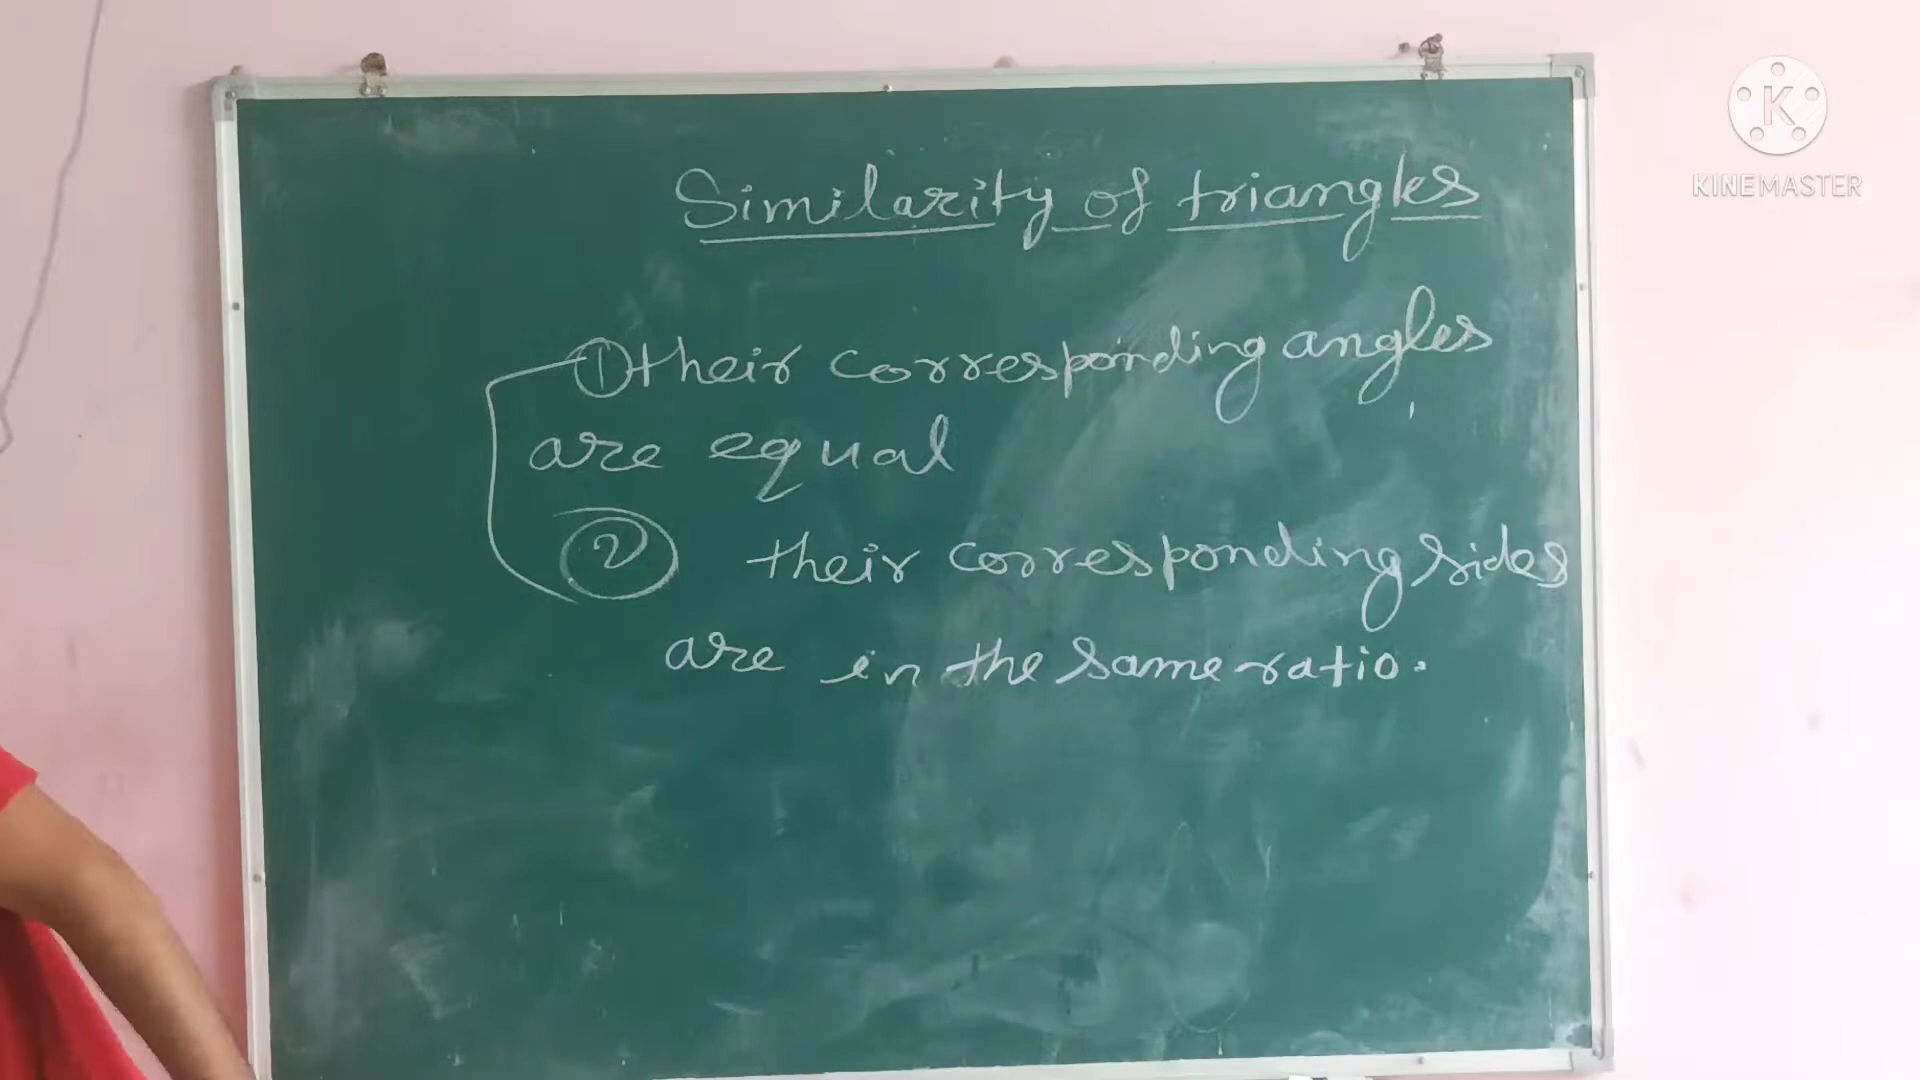 Similarity of triangles
① their corresponding angles
are equal
② their corresponding sides
are in the same ratio.
K
KINEMASTER